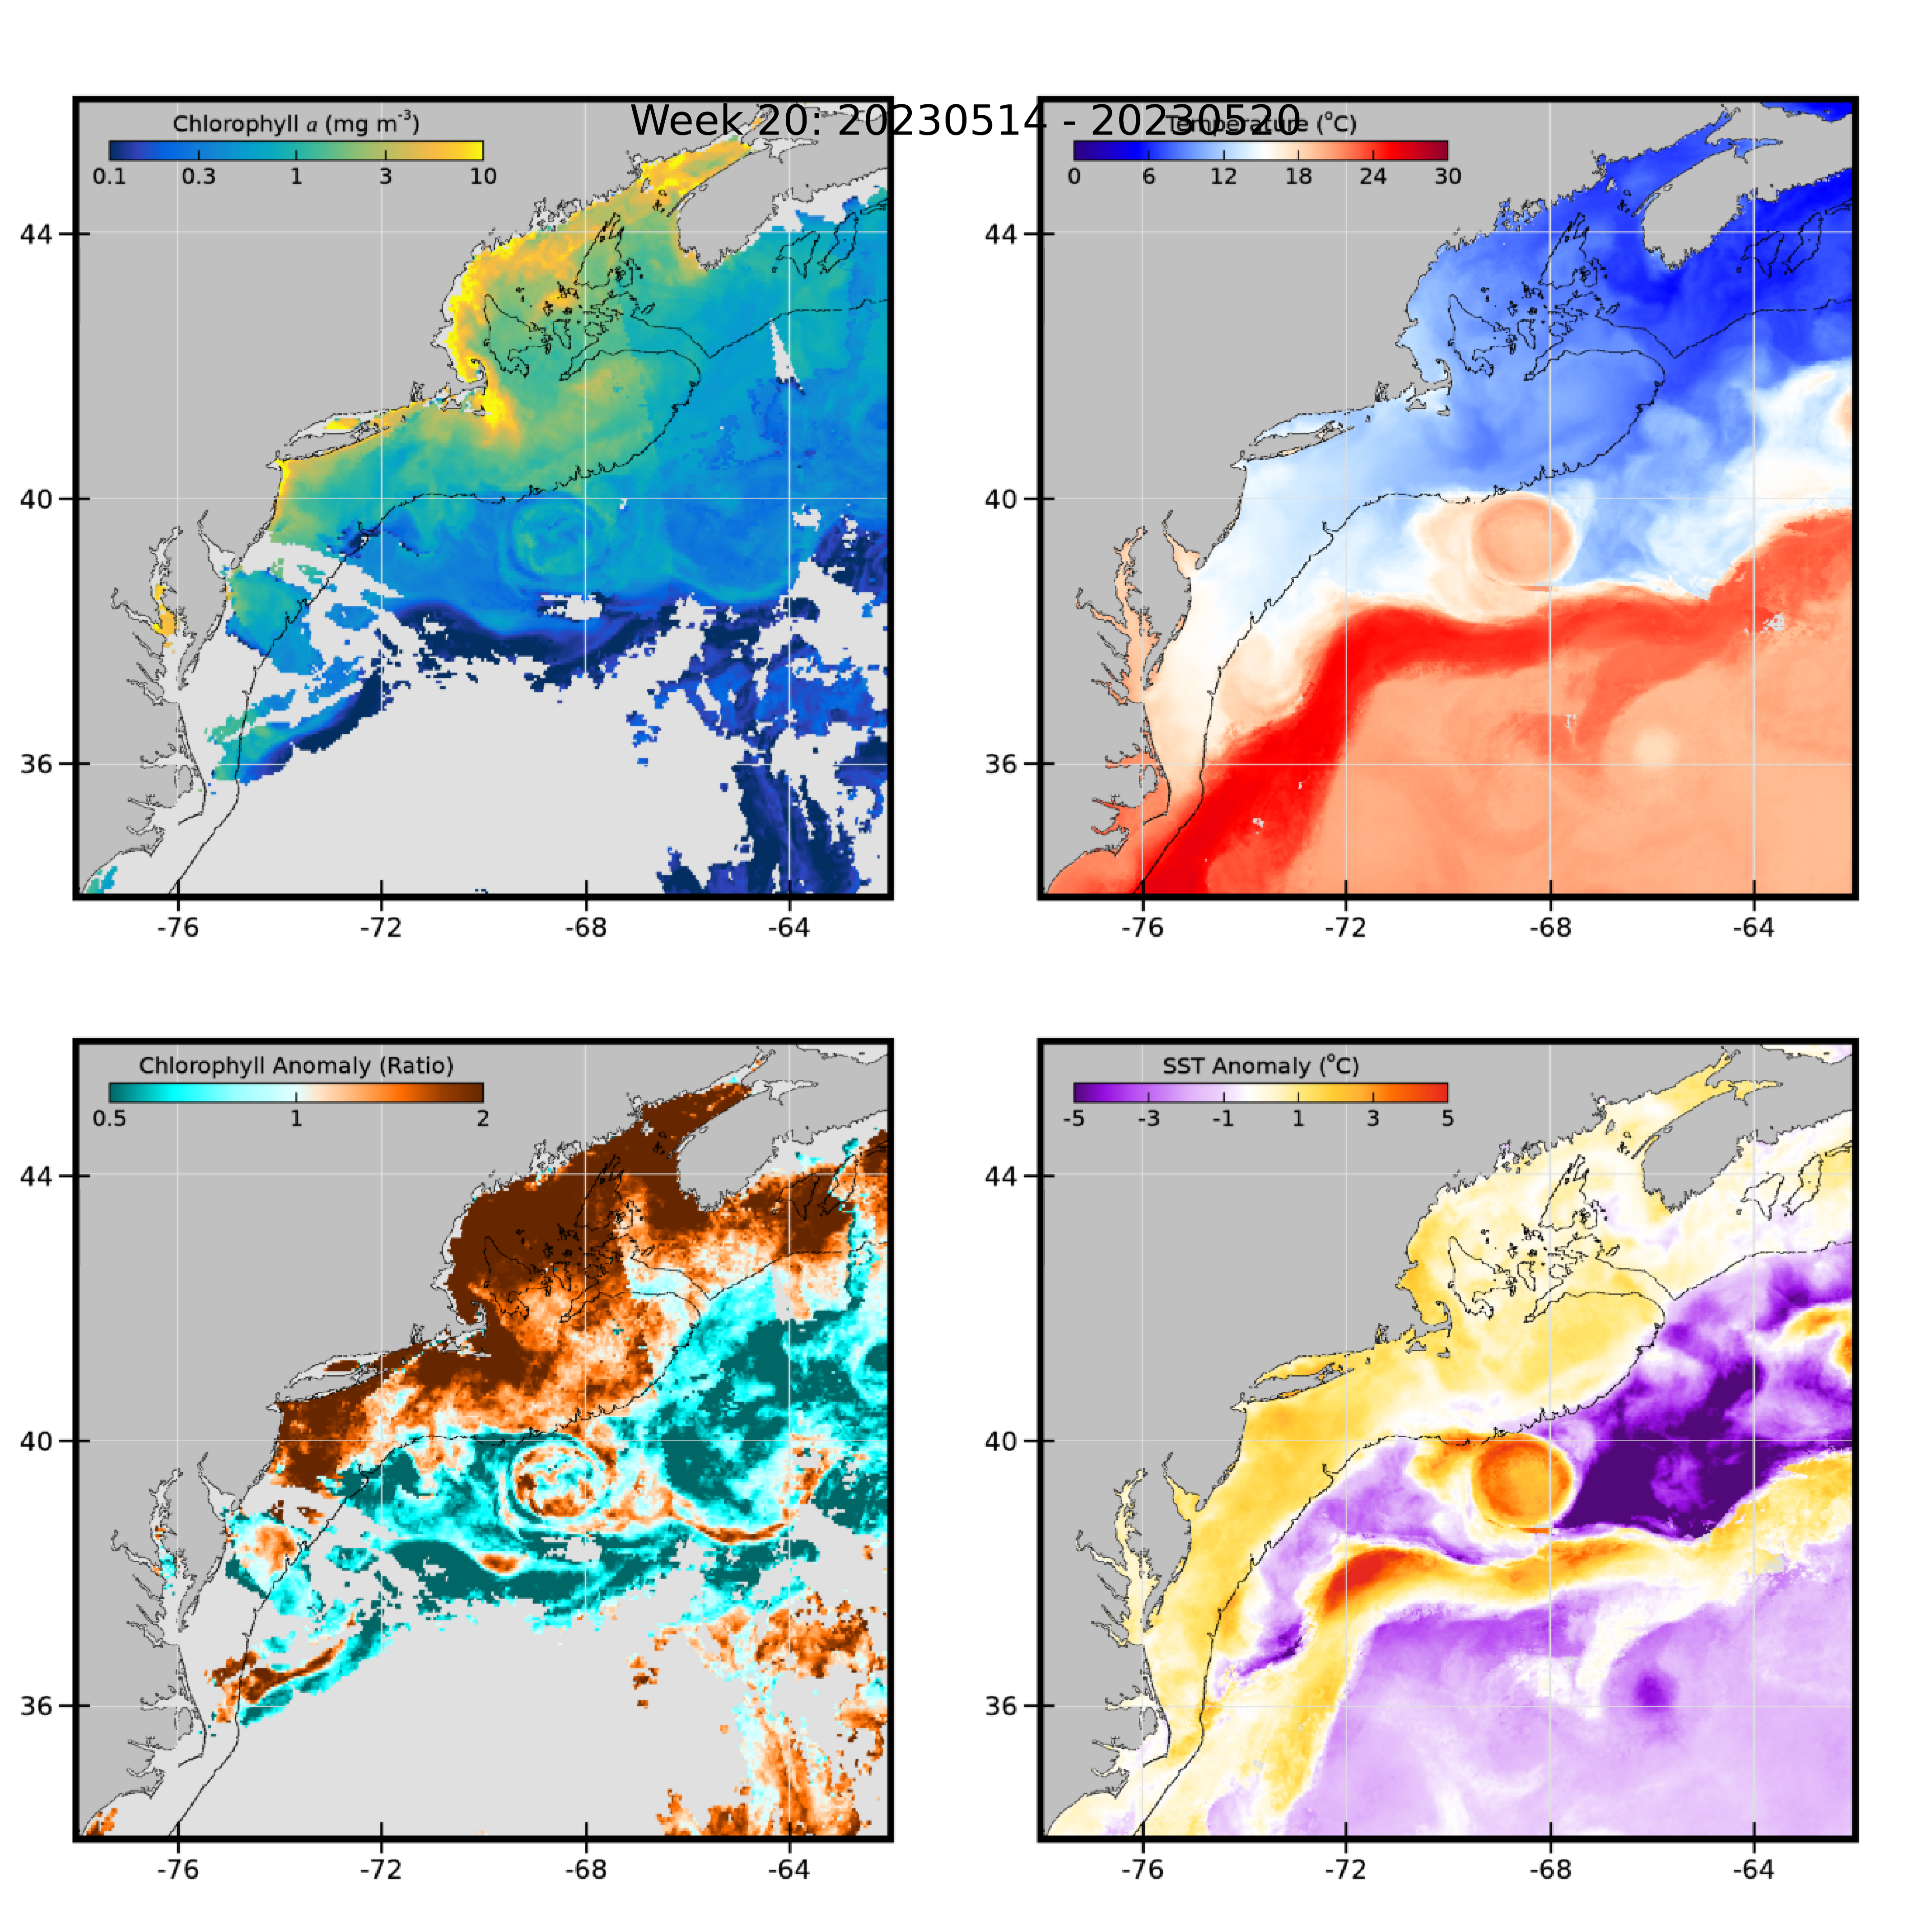 Week 20: 20230514 - 20230520
Chlorophyll a (mg m-3)
0.1 0.3 1 3 10
44
40
36
-76 -72 -68 -64
Temperature (oC)
0 6 12 18 24 30
44
40
36
-76 -72 -68 -64
Chlorophyll Anomaly (Ratio)
0.5 1 2
44
40
36
-76 -72 -68 -64
SST Anomaly (oC)
-5 -3 -1 1 3 5
44
40
36
-76 -72 -68 -64